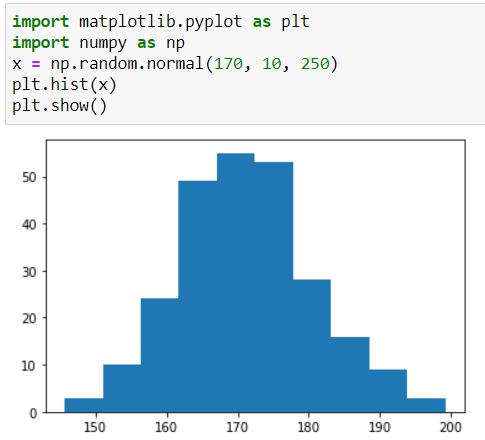 import matplotlib.pyplot as plt
import numpy as np
x = np.random.normal(170, 10, 250)
plt.hist(x)
plt.show()
50
40
30
20
10
0
150 160 170 180 190 200